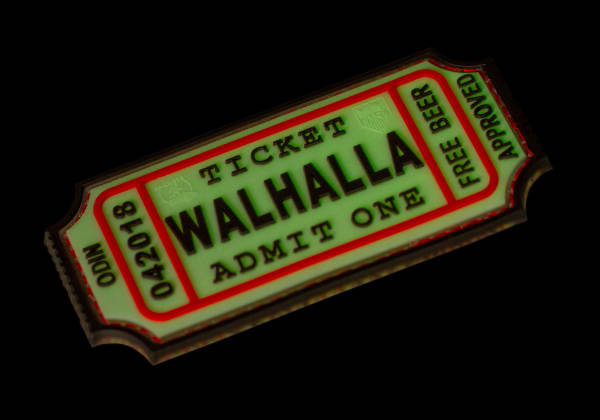 ODIN
042018
TICKET
WALHALLA
ADMIT ONE
FREE BEER
APPROVED